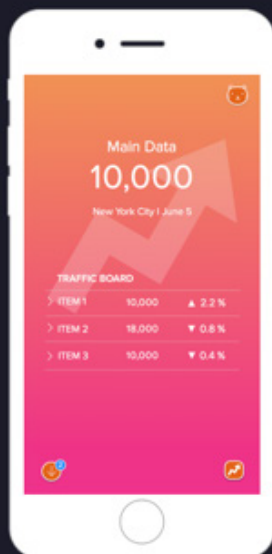 Main Data
10,000
New York City | June 5
TRAFFIC BOARD
ITEM 1 10,000 ▲ 2.2 %
ITEM 2 18,000 ▼ 0.8 %
ITEM 3 10,000 ▼ 0.4 %
2